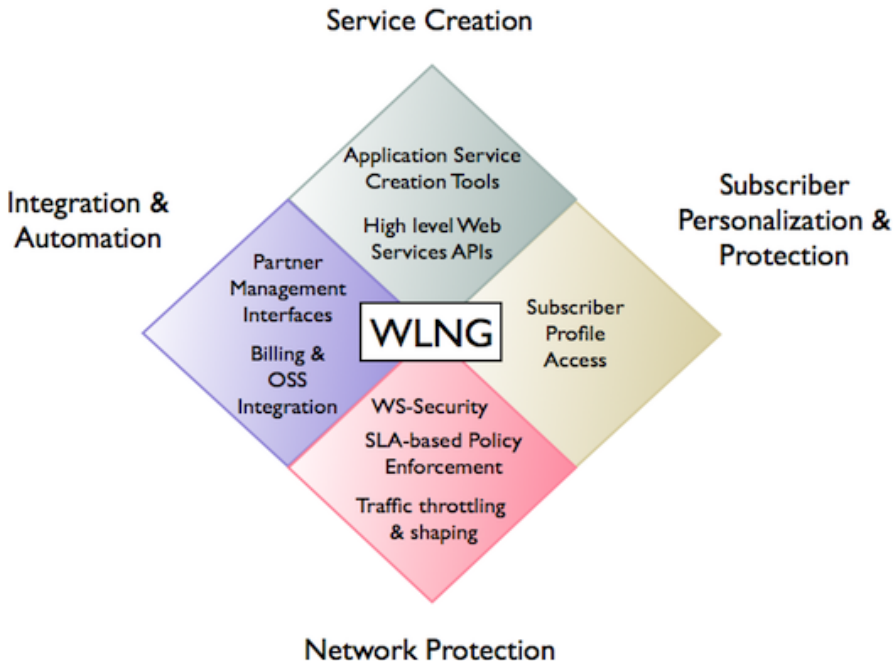 Service Creation
Application Service
Creation Tools
High level Web
Services APIs
Integration &
Automation
Partner
Management
Interfaces
Billing &
OSS
Integration
WLNG
Subscriber
Personalization &
Protection
Subscriber
Profile
Access
WS-Security
SLA-based Policy
Enforcement
Traffic throttling
& shaping
Network Protection